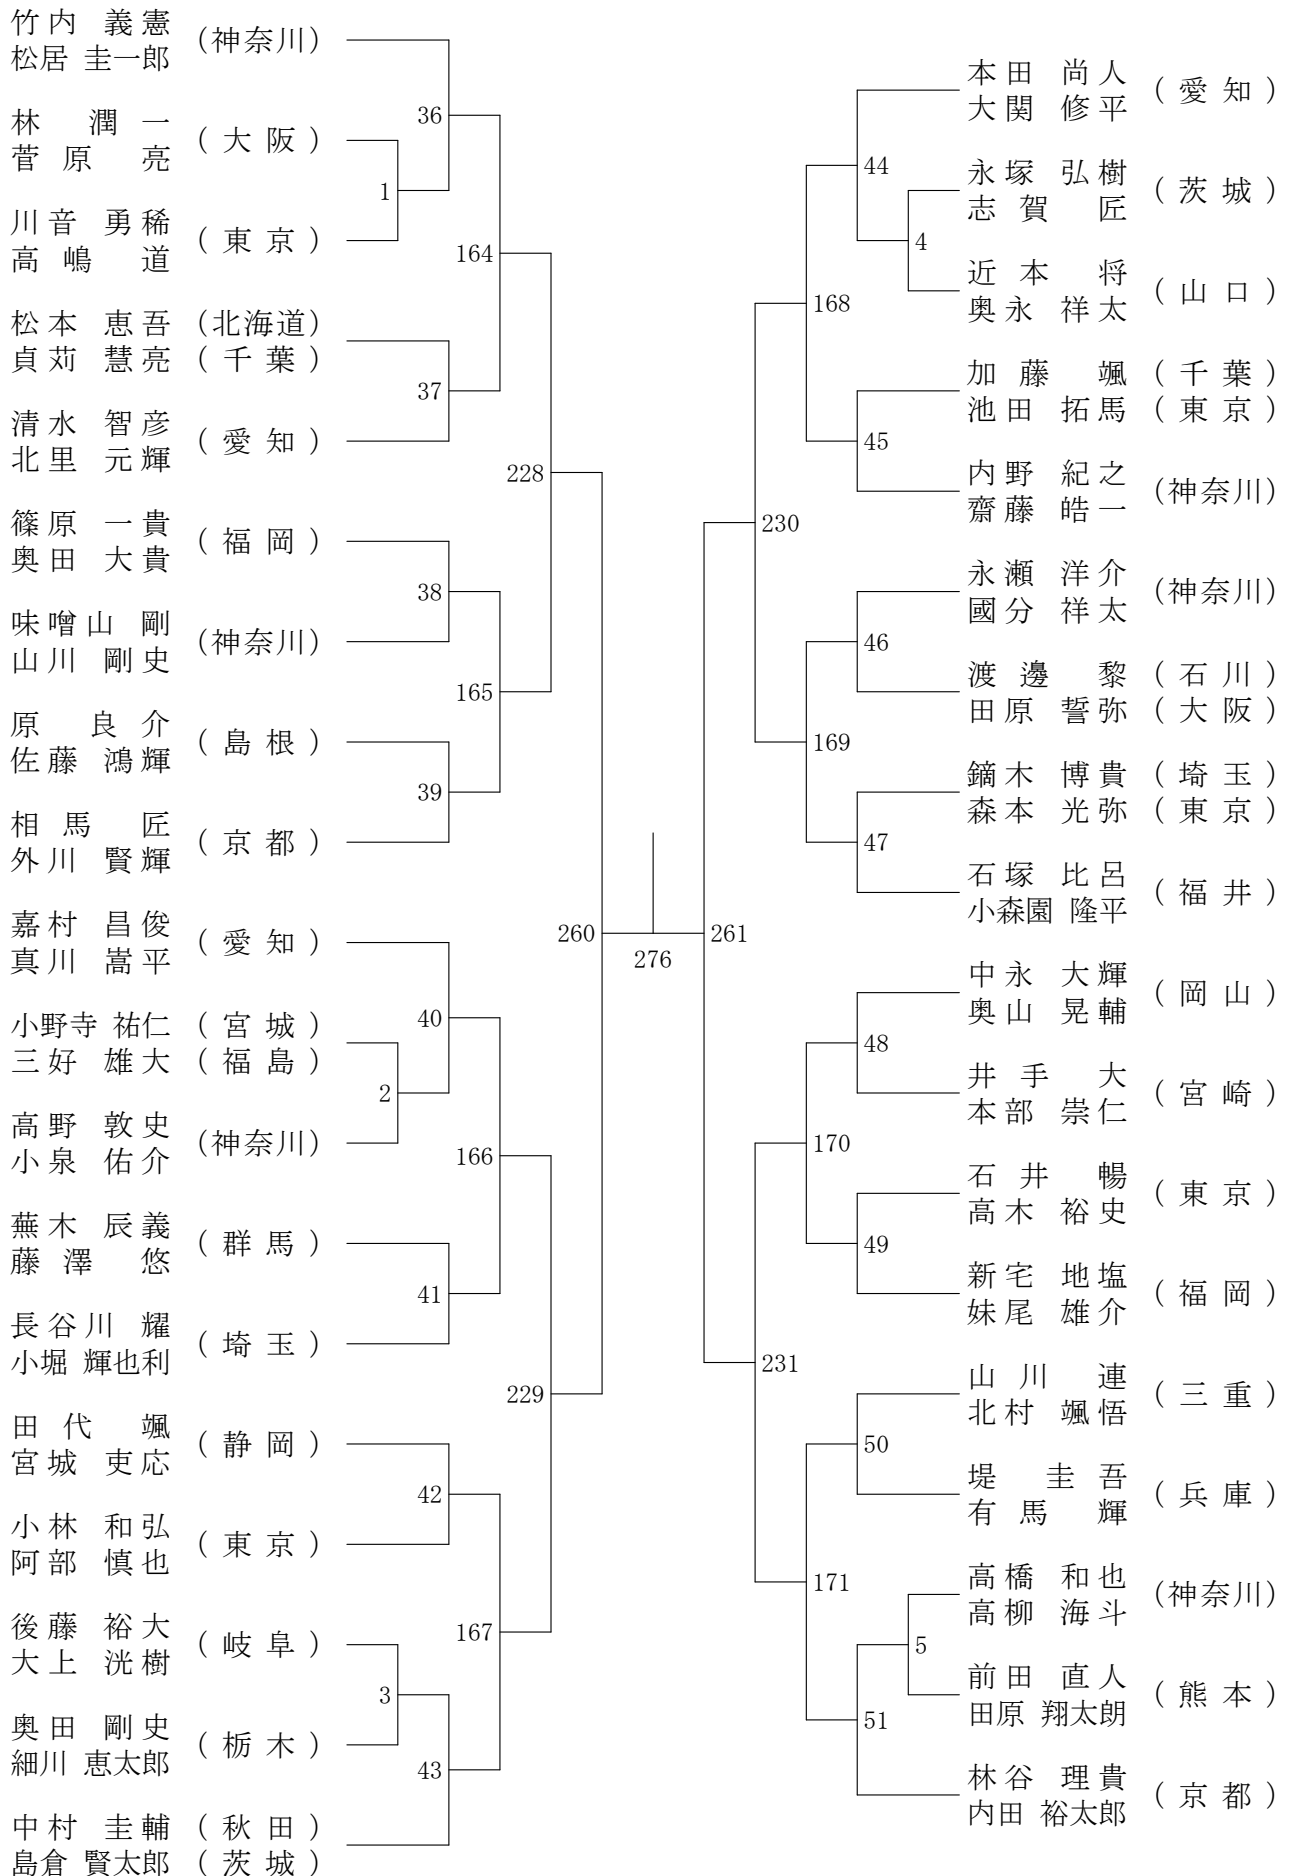 竹内 義憲
松居 圭一郎 (神奈川)
36
林 潤一
菅原 亮 (大阪)
1
川音 勇稀
高嶋 道 (東京)
164
松本 恵吾 (北海道)
貞苅 慧亮 (千葉)
37
清水 智彦
北里 元輝 (愛知)
228
篠原 一貴
奥田 大貴 (福岡)
38
味噌山 剛
山川 剛史 (神奈川)
165
原 良介
佐藤 鴻輝 (島根)
39
相馬 匠
外川 賢輝 (京都)
260
嘉村 昌俊
真川 嵩平 (愛知)
40
小野寺 祐仁 (宮城)
三好 雄大 (福島)
2
高野 敦史
小泉 佑介 (神奈川)
166
蕪木 辰義
藤澤 悠 (群馬)
41
長谷川 耀
小堀 輝也利 (埼玉)
229
田代 颯
宮城 吏応 (静岡)
42
小林 和弘
阿部 慎也 (東京)
167
後藤 裕大
大上 洸樹 (岐阜)
3
奥田 剛史
細川 恵太郎 (栃木)
43
中村 圭輔 (秋田)
島倉 賢太郎 (茨城)
276
本田 尚人
大関 修平 (愛知)
44
永塚 弘樹
志賀 匠 (茨城)
4
近本 将
奥永 祥太 (山口)
168
加藤 颯 (千葉)
池田 拓馬 (東京)
45
内野 紀之
齋藤 皓一 (神奈川)
230
永瀬 洋介
國分 祥太 (神奈川)
46
渡邊 黎 (石川)
田原 誓弥 (大阪)
169
鏑木 博貴 (埼玉)
森本 光弥 (東京)
47
石塚 比呂
小森園 隆平 (福井)
261
中永 大輝
奥山 晃輔 (岡山)
48
井手 大
本部 崇仁 (宮崎)
170
石井 暢
高木 裕史 (東京)
49
新宅 地塩
妹尾 雄介 (福岡)
231
山川 連
北村 颯悟 (三重)
50
堤 圭吾
有馬 輝 (兵庫)
171
高橋 和也
高柳 海斗 (神奈川)
5
前田 直人
田原 翔太朗 (熊本)
51
林谷 理貴
内田 裕太郎 (京都)